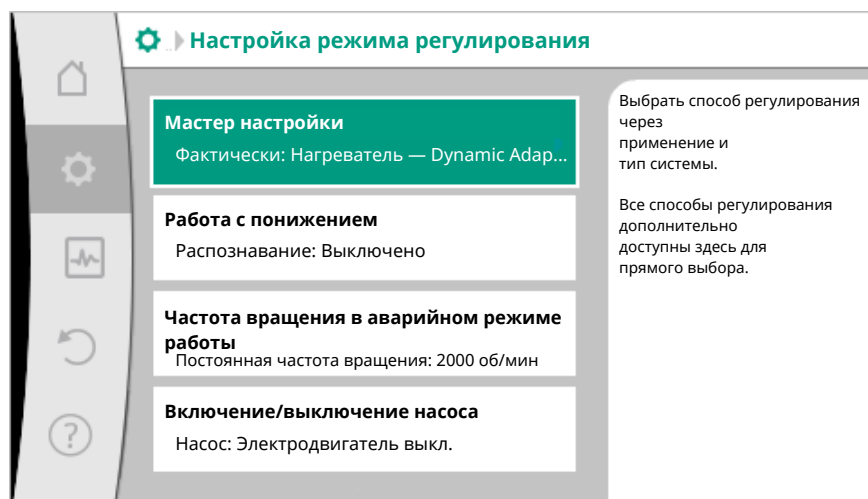 Настройка режима регулирования
Мастер настройки
Фактически: Нагреватель — Dynamic Adap...
Работа с понижением
Распознавание: Выключено
Частота вращения в аварийном режиме
работы
Постоянная частота вращения: 2000 об/мин
Включение/выключение насоса
Насос: Электродвигатель выкл.
Выбрать способ регулирования
через
применение и
тип системы.
Все способы регулирования
дополнительно
доступны здесь для
прямого выбора.